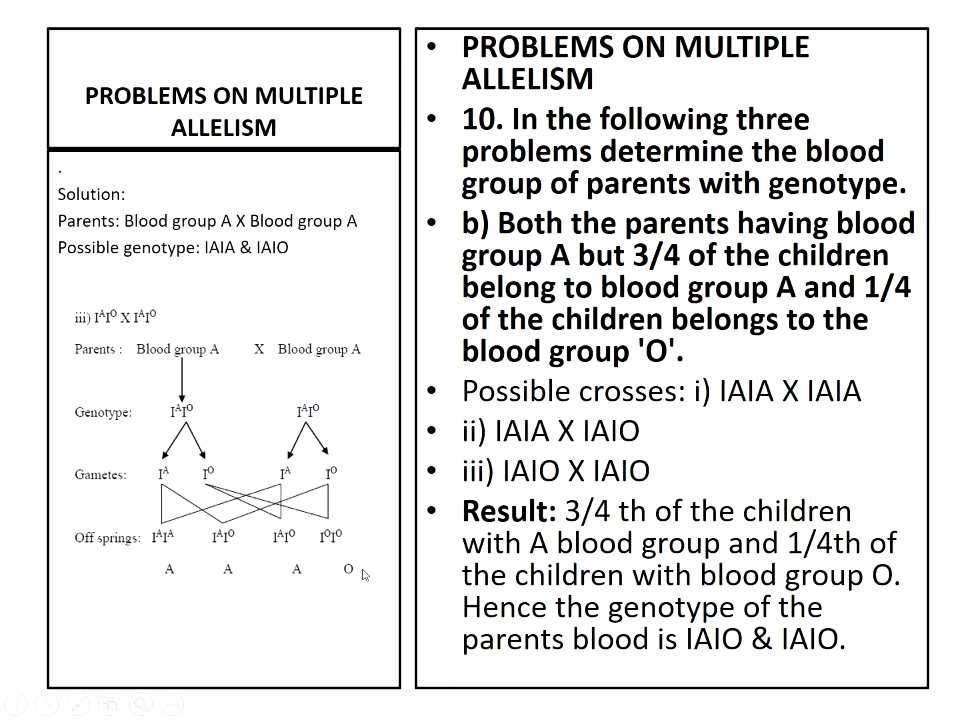 PROBLEMS ON MULTIPLE
ALLELISM
.
Solution:
Parents: Blood group A X Blood group A
Possible genotype: IAIA & IAIO
iii) IᴬIᴼ X IᴬIᴼ
Parents : Blood group A X Blood group A
Genotype: IᴬIᴼ IᴬIᴼ
Gametes: Iᴬ Iᴼ Iᴬ Iᴼ
Off springs: IᴬIᴬ IᴬIᴼ IᴬIᴼ IᴼIᴼ
A A A O
• PROBLEMS ON MULTIPLE
ALLELISM
• 10. In the following three
problems determine the blood
group of parents with genotype.
• b) Both the parents having blood
group A but 3/4 of the children
belong to blood group A and 1/4
of the children belongs to the
blood group 'O'.
• Possible crosses: i) IAIA X IAIA
• ii) IAIA X IAIO
• iii) IAIO X IAIO
• Result: 3/4 th of the children
with A blood group and 1/4th of
the children with blood group O.
Hence the genotype of the
parents blood is IAIO & IAIO.